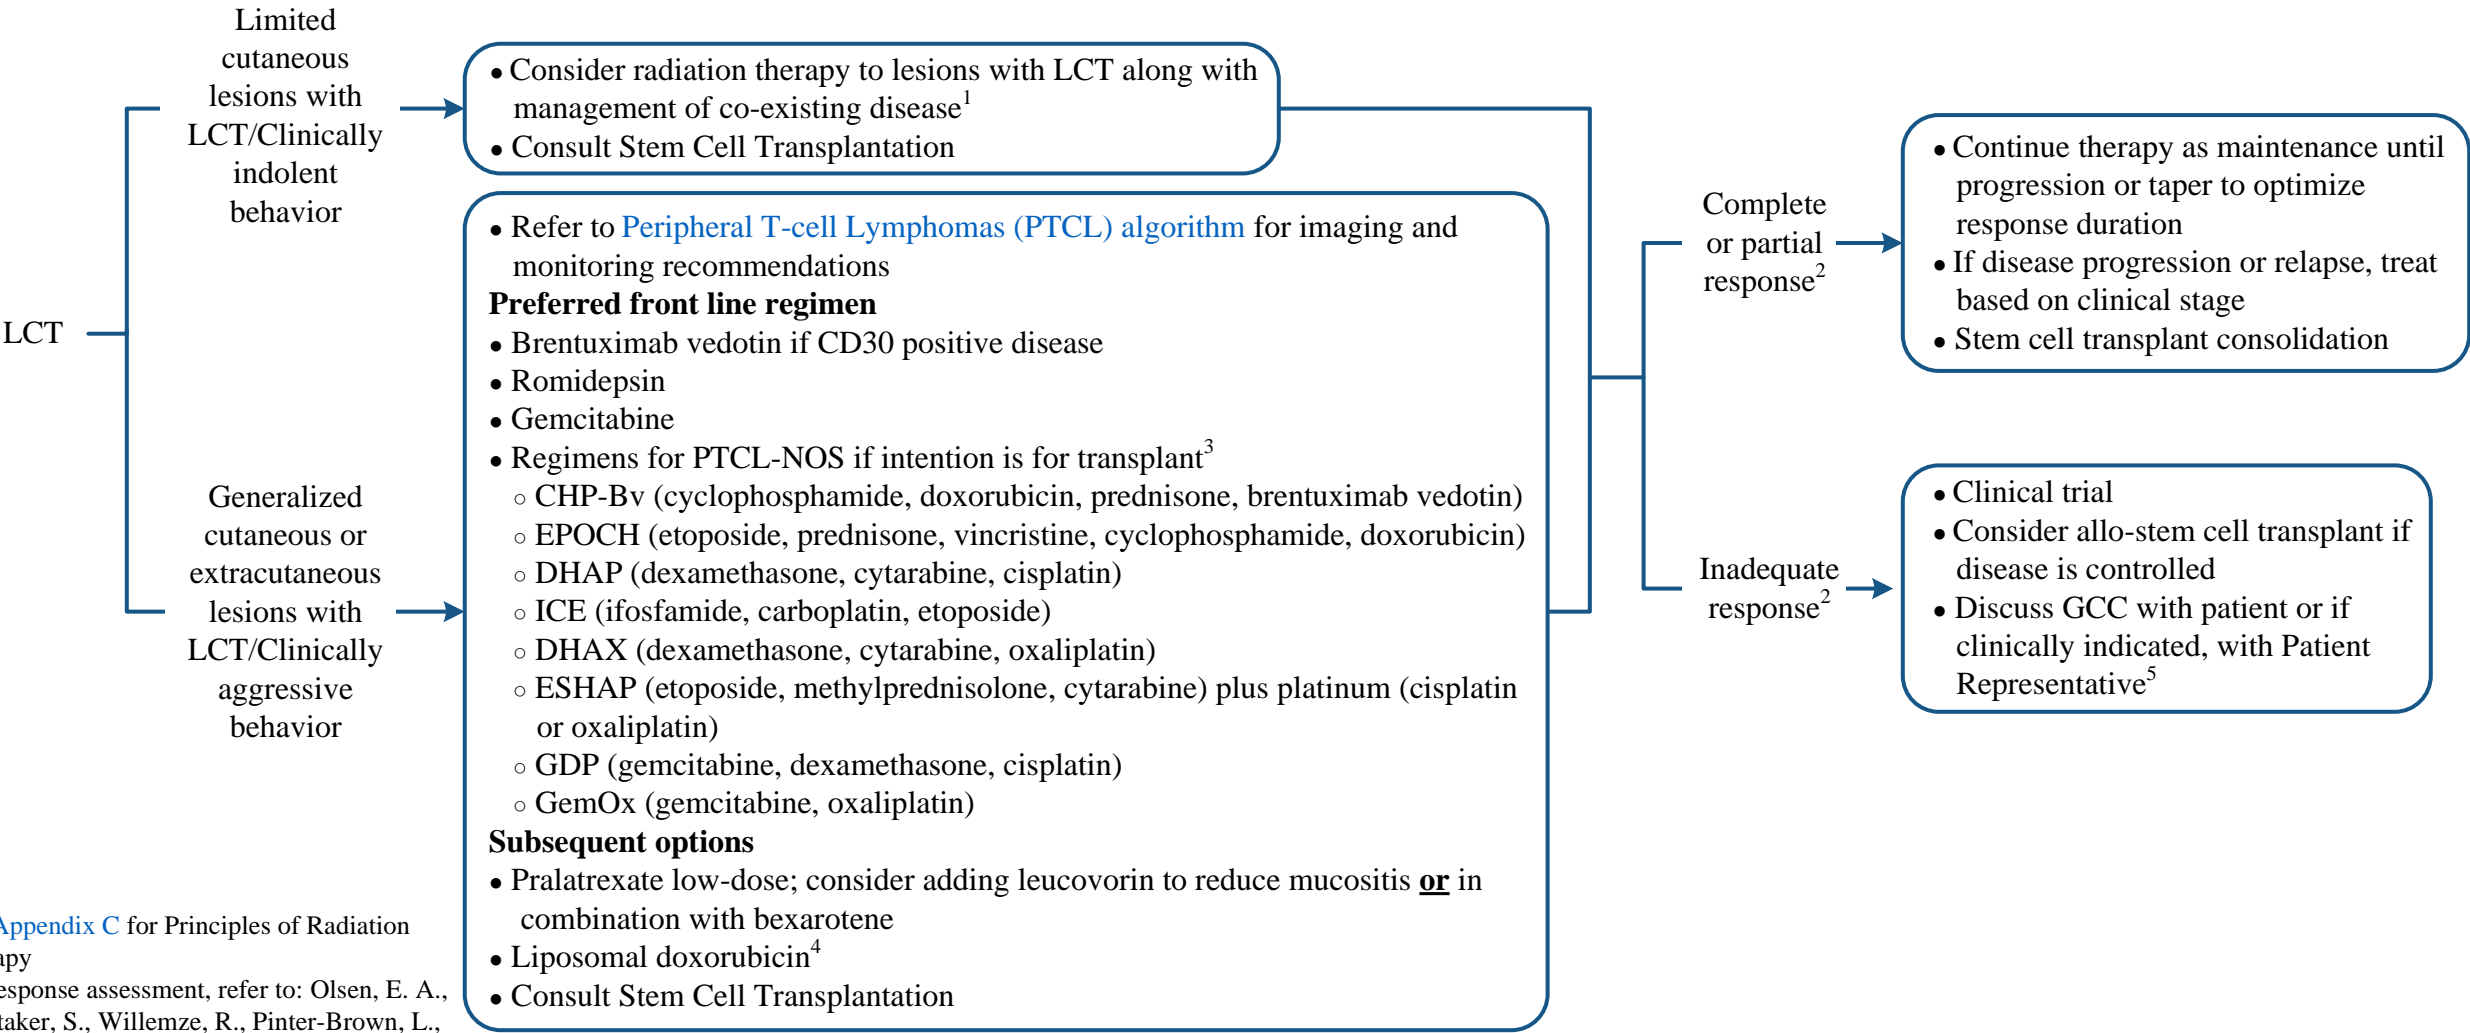 LCT
Limited
cutaneous
lesions with
LCT/Clinically
indolent
behavior
• Consider radiation therapy to lesions with LCT along with
management of co-existing disease1
• Consult Stem Cell Transplantation
Generalized
cutaneous or
extracutaneous
lesions with
LCT/Clinically
aggressive
behavior
• Refer to Peripheral T-cell Lymphomas (PTCL) algorithm for imaging and
monitoring recommendations
Preferred front line regimen
• Brentuximab vedotin if CD30 positive disease
• Romidepsin
• Gemcitabine
• Regimens for PTCL-NOS if intention is for transplant3
○ CHP-Bv (cyclophosphamide, doxorubicin, prednisone, brentuximab vedotin)
○ EPOCH (etoposide, prednisone, vincristine, cyclophosphamide, doxorubicin)
○ DHAP (dexamethasone, cytarabine, cisplatin)
○ ICE (ifosfamide, carboplatin, etoposide)
○ DHAX (dexamethasone, cytarabine, oxaliplatin)
○ ESHAP (etoposide, methylprednisolone, cytarabine) plus platinum (cisplatin
or oxaliplatin)
○ GDP (gemcitabine, dexamethasone, cisplatin)
○ GemOx (gemcitabine, oxaliplatin)
Subsequent options
• Pralatrexate low-dose; consider adding leucovorin to reduce mucositis or in
combination with bexarotene
• Liposomal doxorubicin4
• Consult Stem Cell Transplantation
Complete
or partial
response2
• Continue therapy as maintenance until
progression or taper to optimize
response duration
• If disease progression or relapse, treat
based on clinical stage
• Stem cell transplant consolidation
Inadequate
response2
• Clinical trial
• Consider allo-stem cell transplant if
disease is controlled
• Discuss GCC with patient or if
clinically indicated, with Patient
Representative5
Appendix C for Principles of Radiation
apy
esponse assessment, refer to: Olsen, E. A.,
taker, S., Willemze, R., Pinter-Brown, L.,